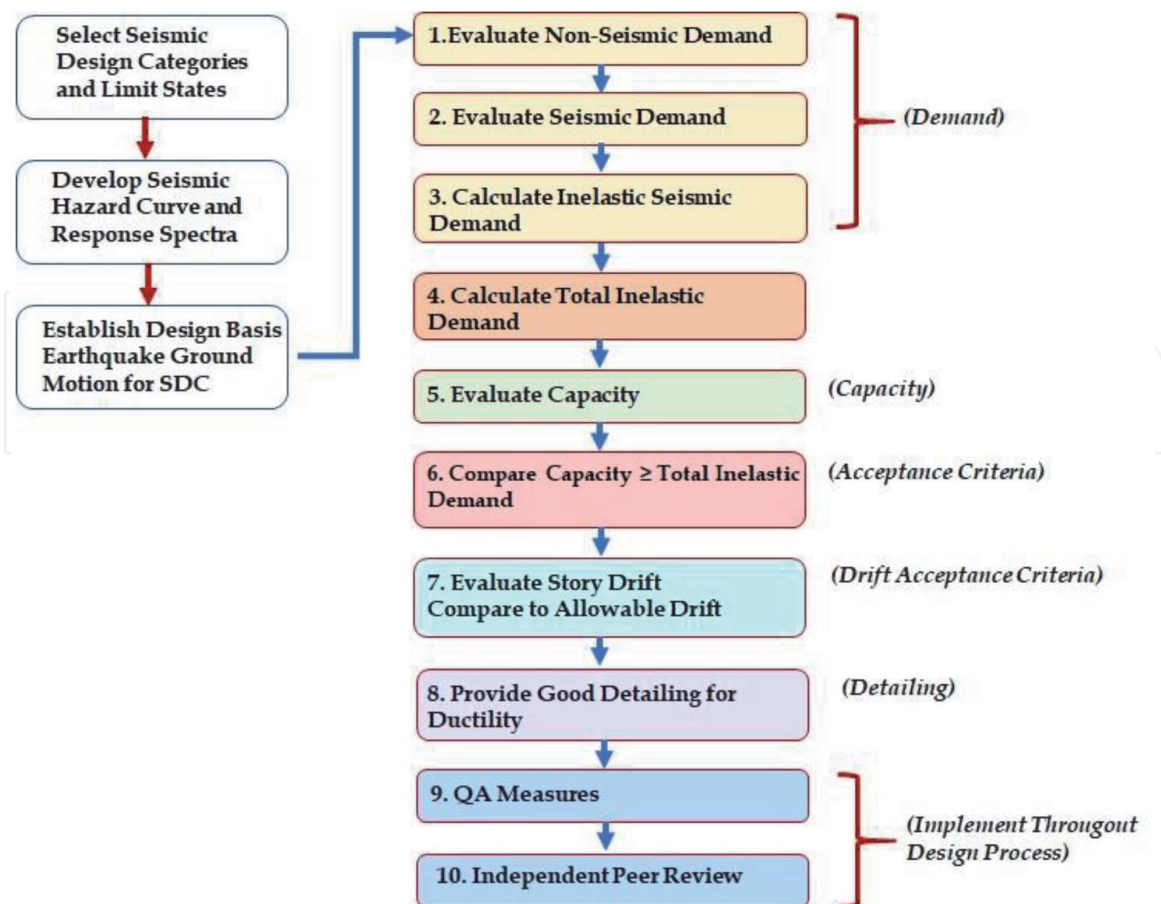 Select Seismic
Design Categories
and Limit States
Develop Seismic
Hazard Curve and
Response Spectra
Establish Design Basis
Earthquake Ground
Motion for SDC
1.Evaluate Non-Seismic Demand
2. Evaluate Seismic Demand
3. Calculate Inelastic Seismic
Demand
(Demand)
4. Calculate Total Inelastic
Demand
5. Evaluate Capacity
(Capacity)
6. Compare Capacity ≥ Total Inelastic
Demand
(Acceptance Criteria)
7. Evaluate Story Drift
Compare to Allowable Drift
(Drift Acceptance Criteria)
8. Provide Good Detailing for
Ductility
(Detailing)
9. QA Measures
10. Independent Peer Review
(Implement Througout
Design Process)